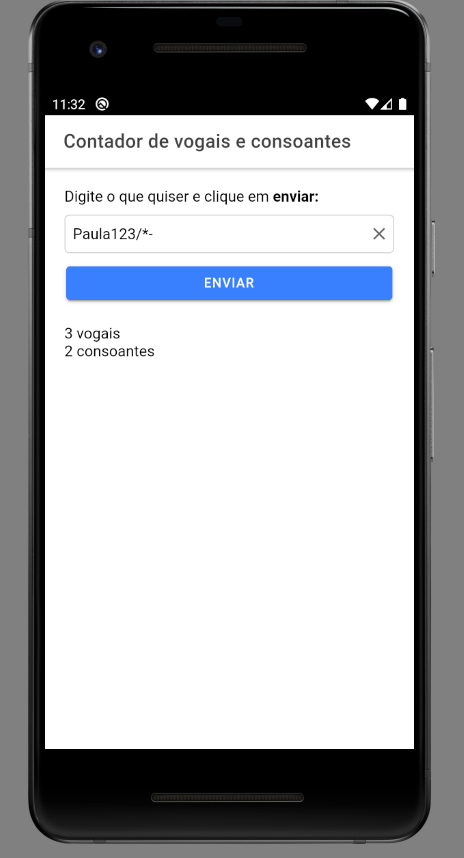 11:32
Contador de vogais e consoantes
Digite o que quiser e clique em enviar:
Paula123/*-
ENVIAR
3 vogais
2 consoantes